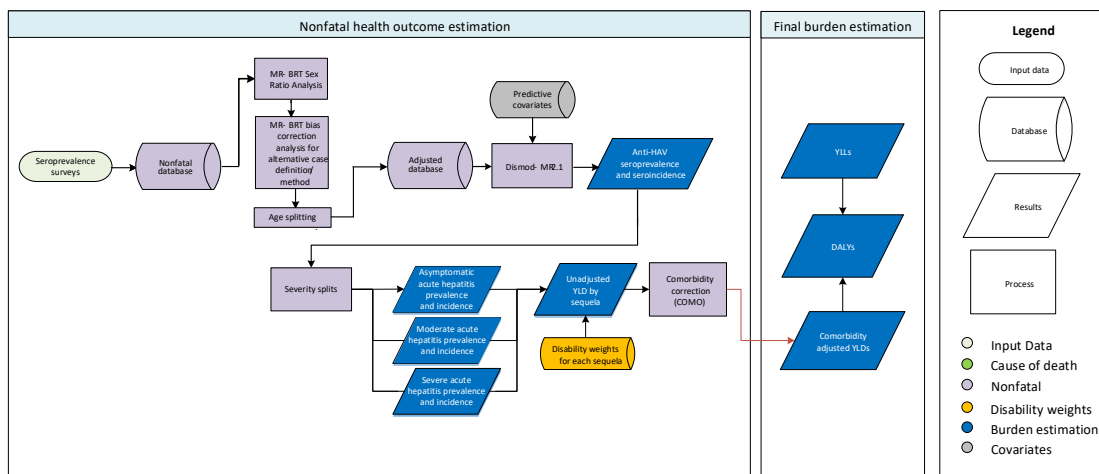 Nonfatal health outcome estimation
Final burden estimation
Legend
Seroprevalence
surveys
Nonfatal
database
MR- BRT Sex
Ratio Analysis
MR- BRT bias
correction
analysis for
alternative case
definition/
method
Age splitting
Adjusted
database
Predictive
covariates
Dismod- MR2.1
Anti-HAV
seroprevalence
and seroincidence
Severity splits
Asymptomatic
acute hepatitis
prevalence and
incidence
Moderate acute
hepatitis prevalence
and incidence
Severe acute
hepatitis prevalence
and incidence
Unadjusted
YLD by
sequela
Disability weights
for each sequela
Comorbidity
correction
(COMO)
YLLs
DALYs
Comorbidity
adjusted YLDs
Input data
Database
Results
Process
Input Data
Cause of death
Nonfatal
Disability weights
Burden estimation
Covariates